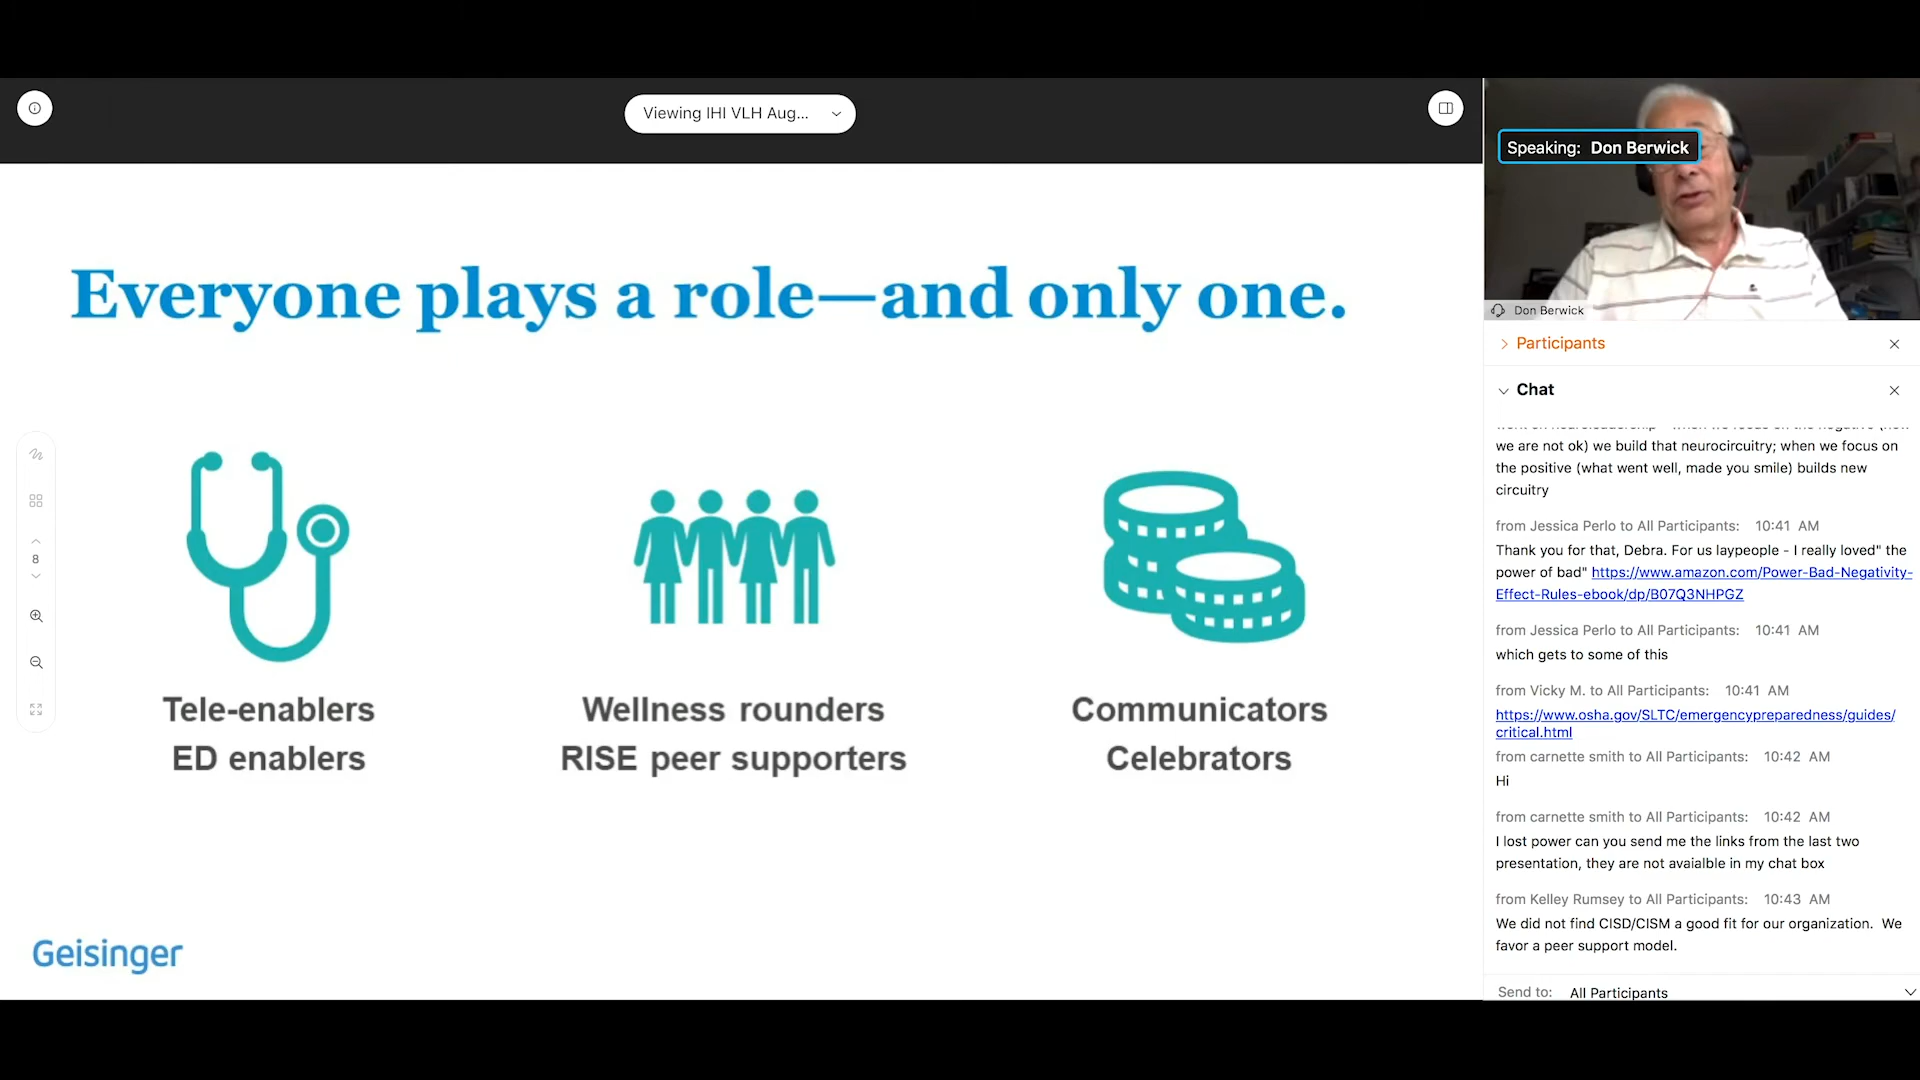 Viewing IHI VLH Aug...
Everyone plays a role—and only one.
8
Tele-enablers
ED enablers
Wellness rounders
RISE peer supporters
Communicators
Celebrators
Geisinger
Speaking: Don Berwick
Don Berwick
Participants
Chat
we are not ok) we build that neurocircuitry; when we focus on
the positive (what went well, made you smile) builds new
circuitry
from Jessica Perlo to All Participants: 10:41 AM
Thank you for that, Debra. For us laypeople - I really loved" the
power of bad" https://www.amazon.com/Power-Bad-Negativity-
Effect-Rules-ebook/dp/B07Q3NHPGZ
from Jessica Perlo to All Participants: 10:41 AM
which gets to some of this
from Vicky M. to All Participants: 10:41 AM
https://www.osha.gov/SLTC/emergencypreparedness/guides/
critical.html
from carnette smith to All Participants: 10:42 AM
Hi
from carnette smith to All Participants: 10:42 AM
I lost power can you send me the links from the last two
presentation, they are not avaialble in my chat box
from Kelley Rumsey to All Participants: 10:43 AM
We did not find CISD/CISM a good fit for our organization. We
favor a peer support model.
Send to: All Participants